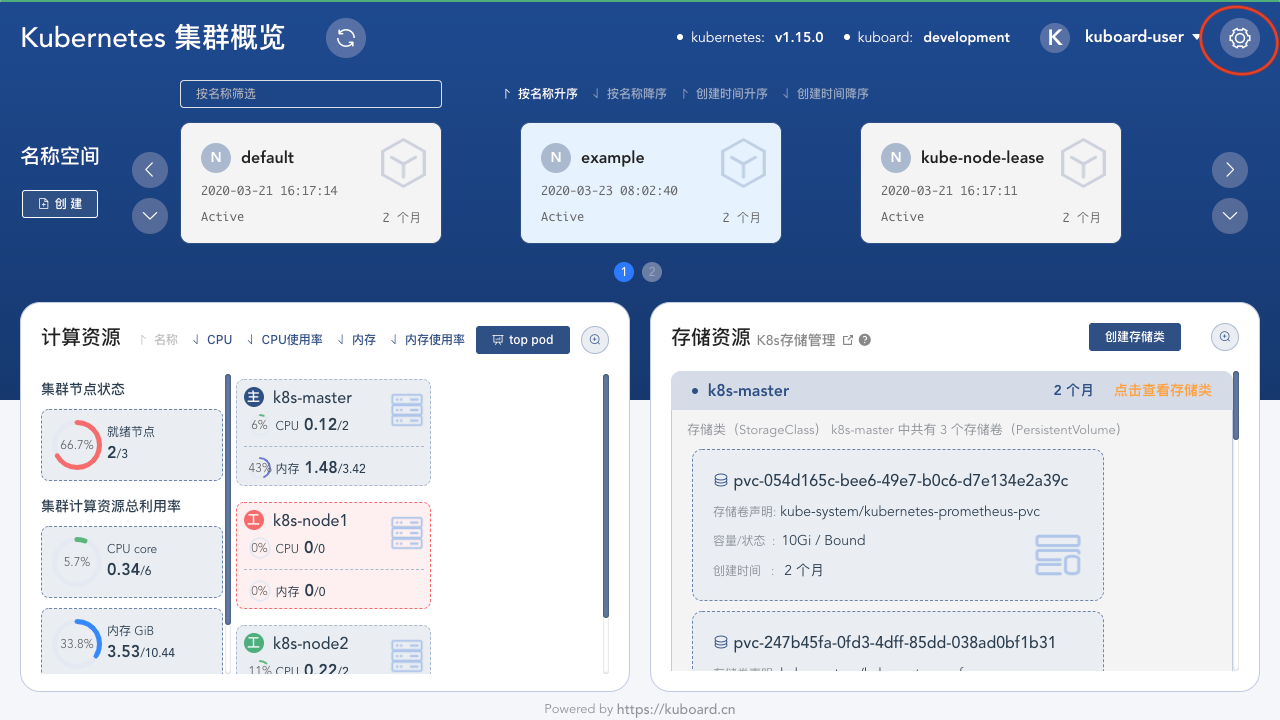 Kubernetes 集群概览
kubernetes: v1.15.0
kuboard: development
K kuboard-user
按名称筛选
按名称升序 按名称降序 创建时间升序 创建时间降序
名称空间
创 建
N default
2020-03-21 16:17:14
Active 2 个月
N example
2020-03-23 08:02:40
Active 2 个月
N kube-node-lease
2020-03-21 16:17:11
Active 2 个月
1 2
计算资源 名称 CPU CPU使用率 内存 内存使用率 top pod
集群节点状态
66.7% 就绪节点
2/3
集群计算资源总利用率
5.7% CPU core
0.34/6
33.8% 内存 GiB
3.53/10.44
主 k8s-master
6% CPU 0.12/2
43% 内存 1.48/3.42
工 k8s-node1
0% CPU 0/0
0% 内存 0/0
工 k8s-node2
11% CPU 0.22/2
存储资源 K8s存储管理 ?
创建存储类
k8s-master 2 个月 点击查看存储类
存储类（StorageClass） k8s-master 中共有 3 个存储卷（PersistentVolume）
pvc-054d165c-bee6-49e7-b0c6-d7e134e2a39c
存储卷声明: kube-system/kubernetes-prometheus-pvc
容量/状态 : 10Gi / Bound
创建时间 : 2 个月
pvc-247b45fa-0fd3-4dff-85dd-038ad0bf1b31
Powered by https://kuboard.cn